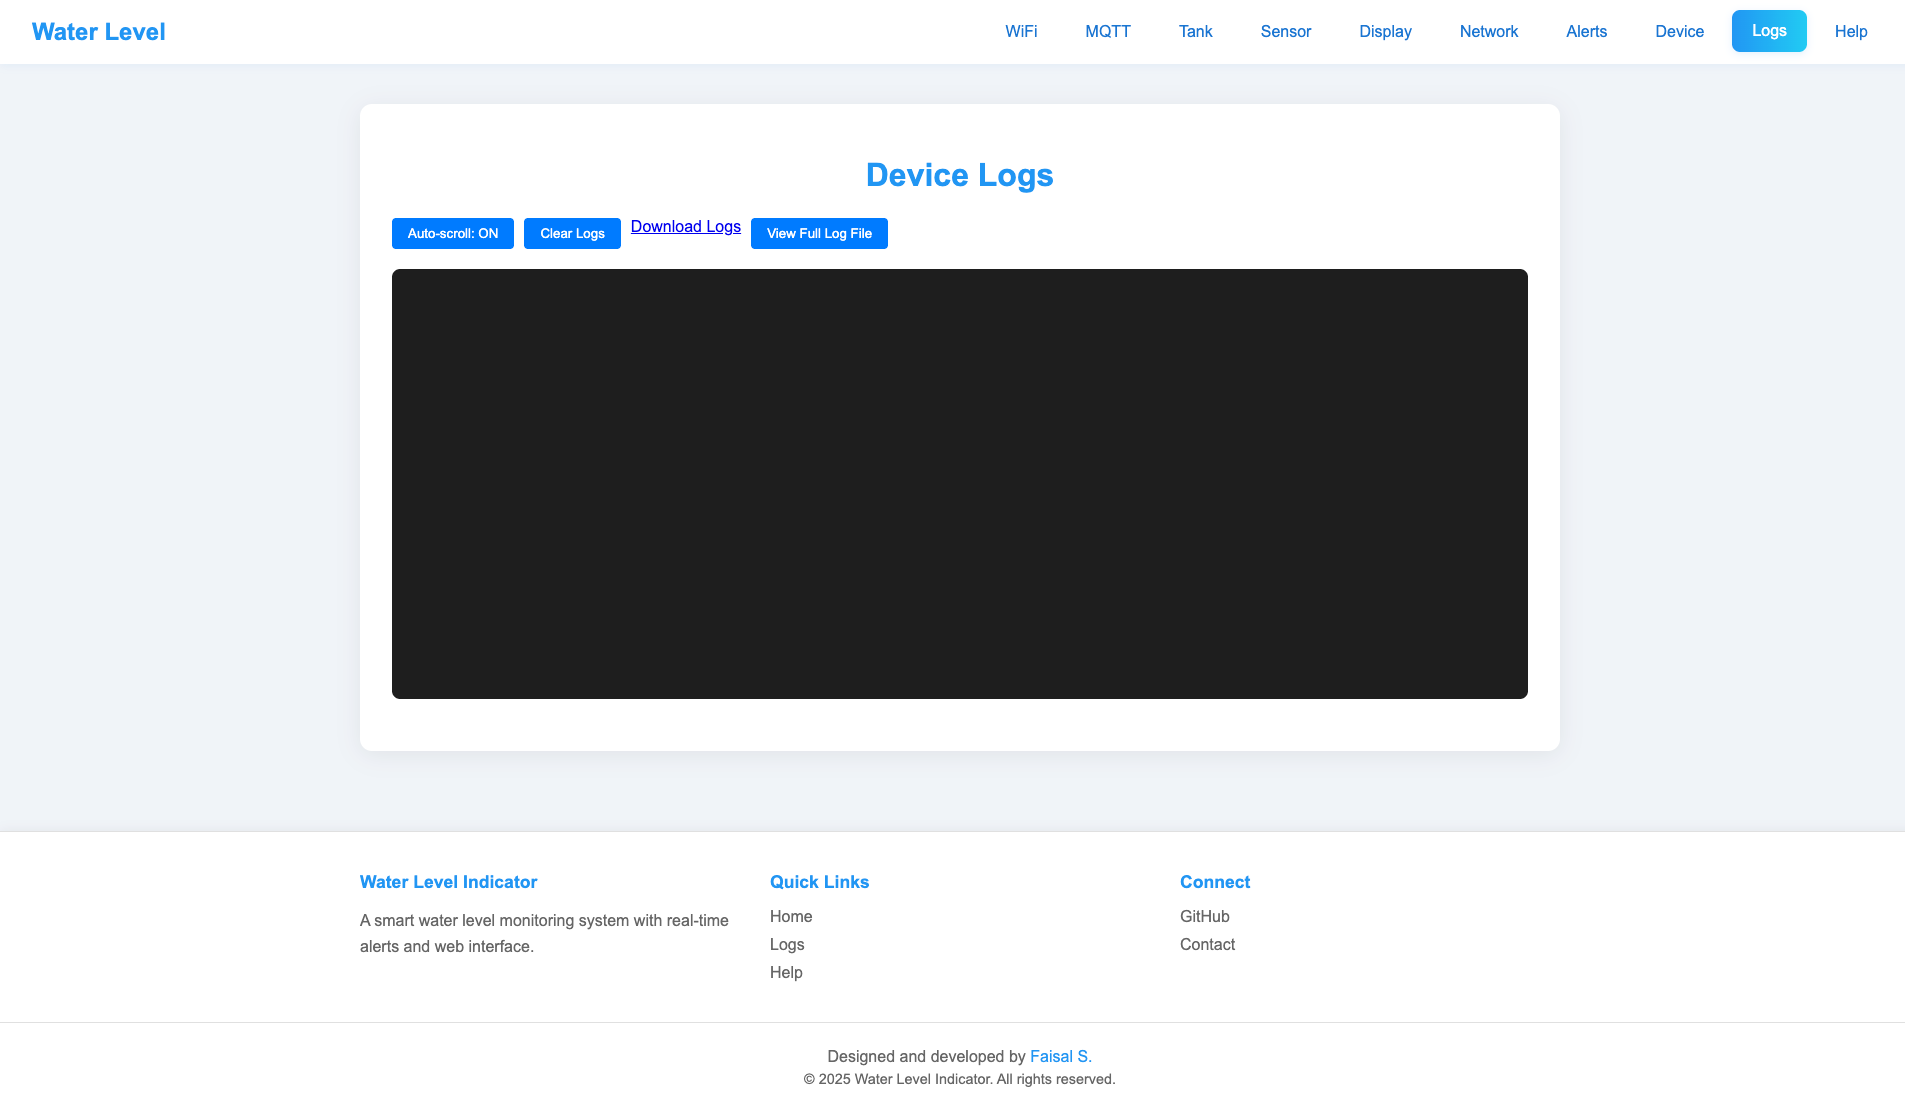 Water Level
WiFi MQTT Tank Sensor Display Network Alerts Device Logs Help
Device Logs
Auto-scroll: ON Clear Logs Download Logs View Full Log File
Water Level Indicator
A smart water level monitoring system with real-time
alerts and web interface.
Quick Links
Home
Logs
Help
Connect
GitHub
Contact
Designed and developed by Faisal S.
© 2025 Water Level Indicator. All rights reserved.